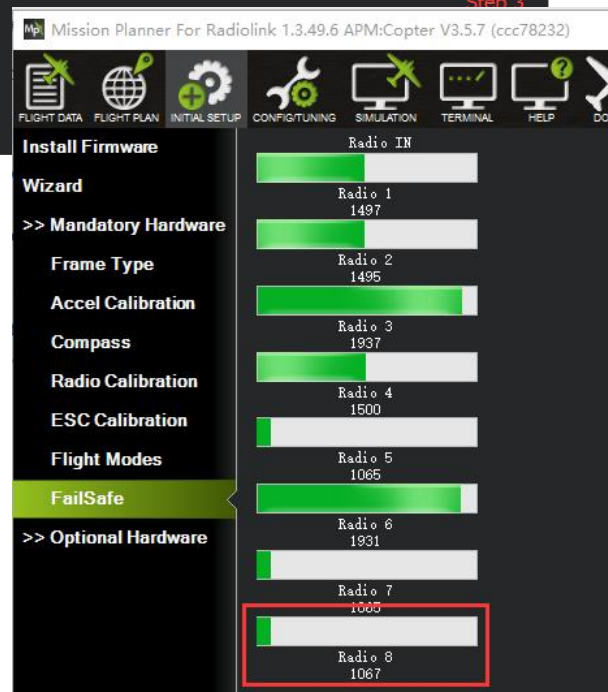 Step 3
Mission Planner For Radiolink 1.3.49.6 APM:Copter V3.5.7 (ccc78232)
FLIGHT DATA FLIGHT PLAN INITIAL SETUP CONFIG/TUNING SIMULATION TERMINAL HELP DO
Install Firmware
Wizard
>> Mandatory Hardware
Frame Type
Accel Calibration
Compass
Radio Calibration
ESC Calibration
Flight Modes
FailSafe
>> Optional Hardware
Radio IN
Radio 1
1497
Radio 2
1495
Radio 3
1937
Radio 4
1500
Radio 5
1065
Radio 6
1931
Radio 7
1065
Radio 8
1067